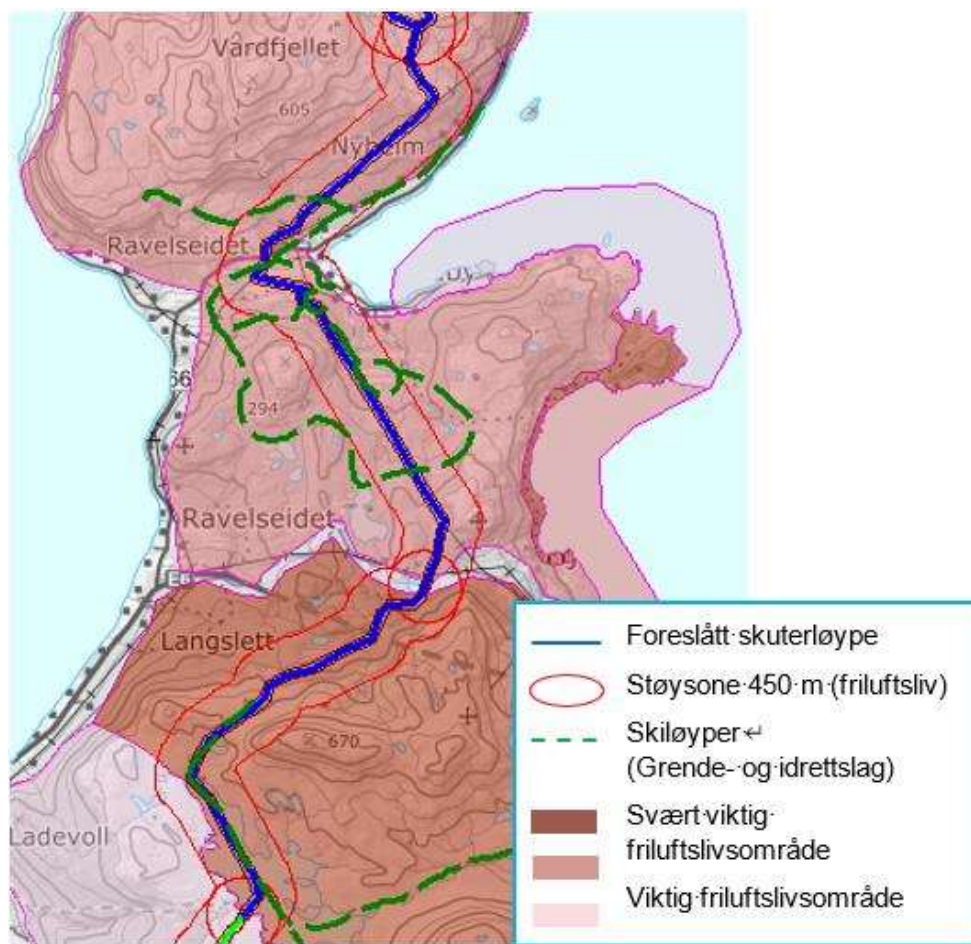 Vårdfjellet
605
Nyheim
Ravelseidet
66
294
Ravelseidet
Langslett
670
Ladevoll
Foreslått skuterløype
Støysone 450 m (friluftsliv)
Skiløyper↵
(Grende- og idrettslag)
Svært viktig
friluftslivsområde
Viktig friluftslivsområde